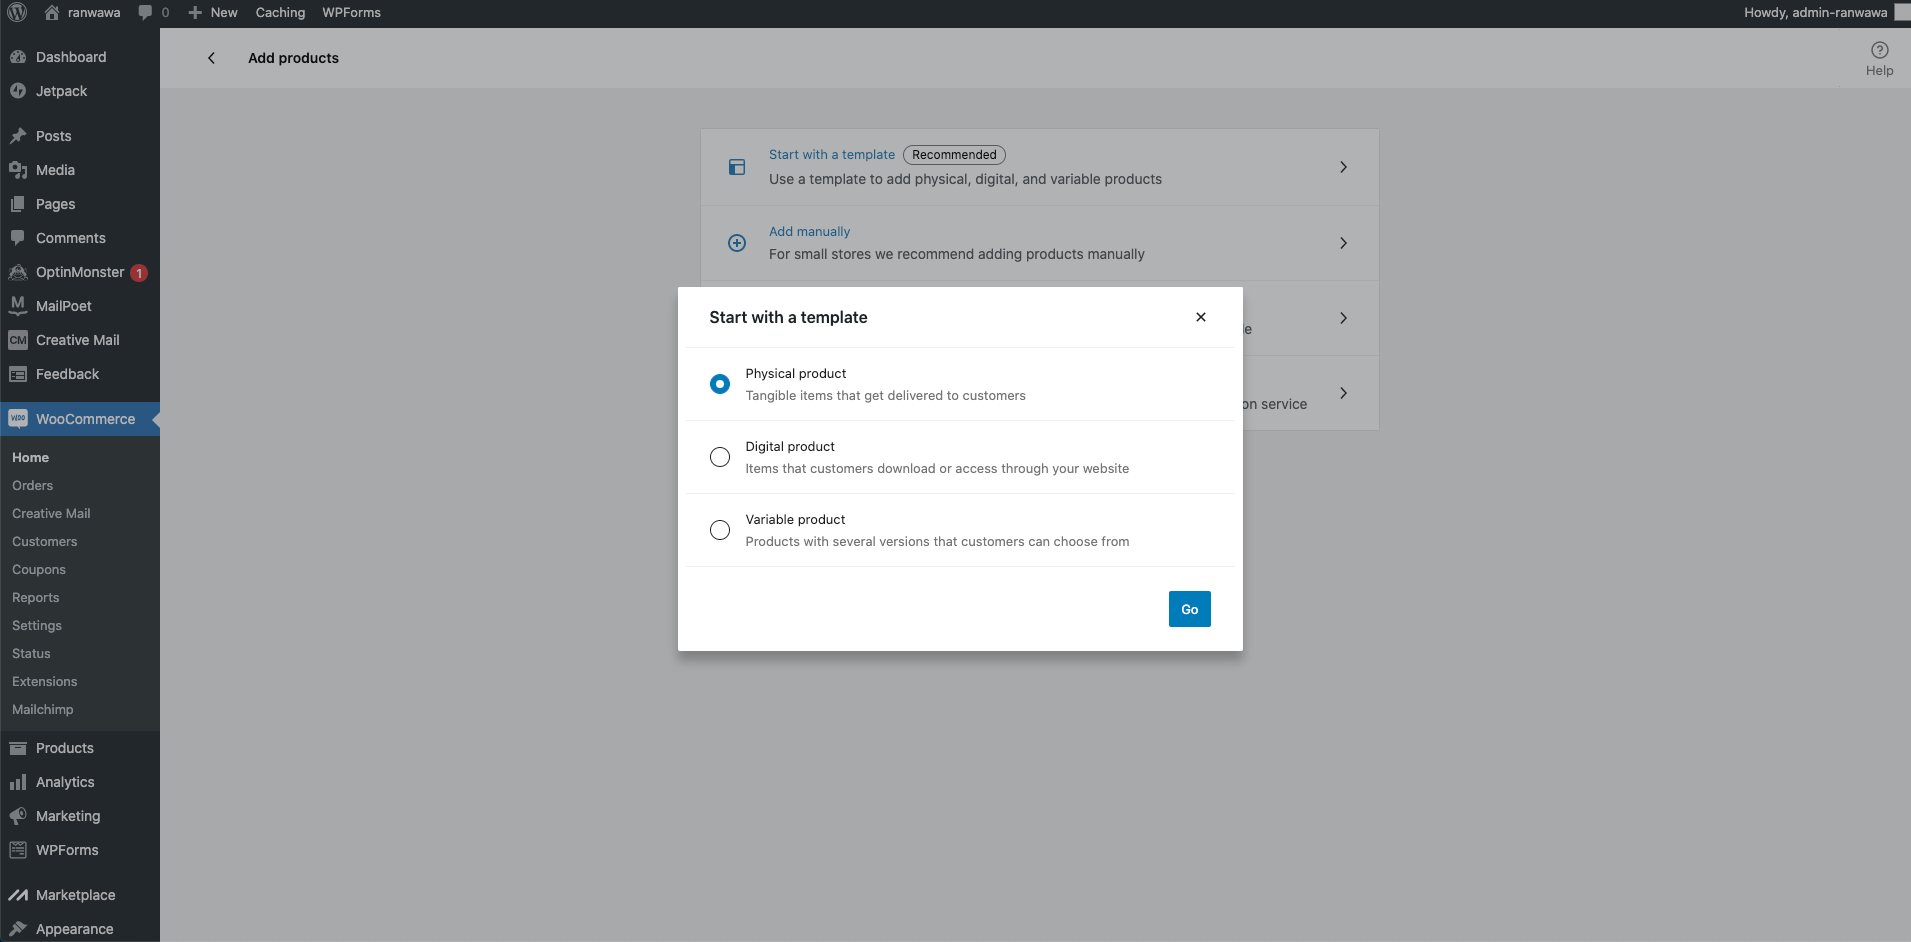 ranwawa 0 New Caching WPForms Howdy, admin-ranwawa
Dashboard
Jetpack
Posts
Media
Pages
Comments
OptinMonster 1
MailPoet
CM Creative Mail
Feedback
WooCommerce
Home
Orders
Creative Mail
Customers
Coupons
Reports
Settings
Status
Extensions
Mailchimp
Products
Analytics
Marketing
WPForms
Marketplace
Appearance
Add products
Help
Start with a template Recommended
Use a template to add physical, digital, and variable products
Add manually
For small stores we recommend adding products manually
on service
Start with a template
Physical product
Tangible items that get delivered to customers
Digital product
Items that customers download or access through your website
Variable product
Products with several versions that customers can choose from
Go